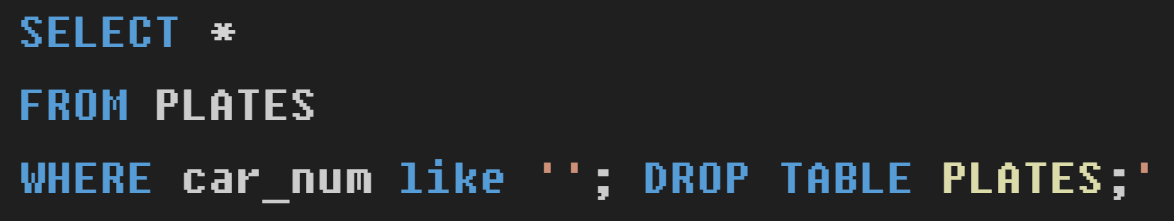 SELECT *
FROM PLATES
WHERE car_num like ''; DROP TABLE PLATES;'